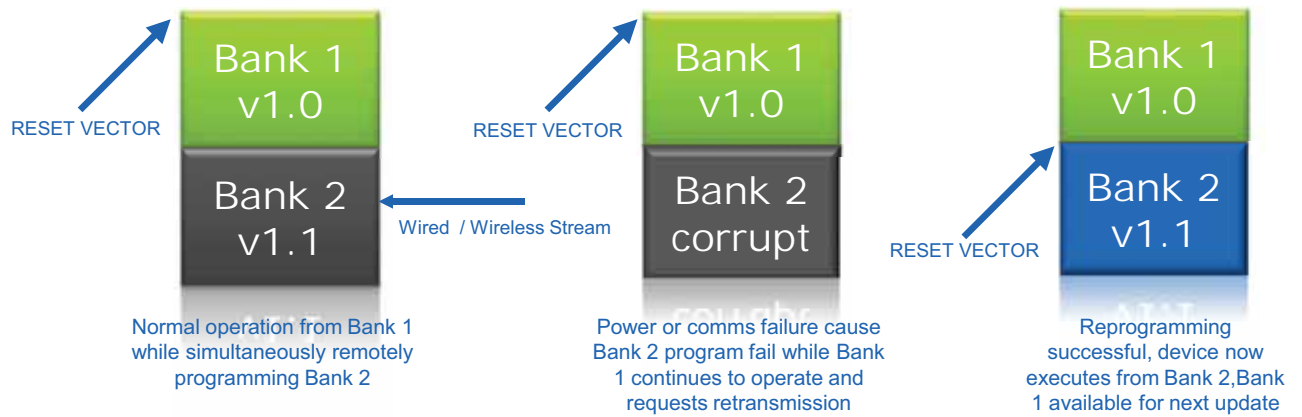 Bank 1
v1.0
RESET VECTOR
Bank 2
v1.1
Wired / Wireless Stream
Normal operation from Bank 1
while simultaneously remotely
programming Bank 2
Bank 1
v1.0
RESET VECTOR
Bank 2
corrupt
Power or comms failure cause
Bank 2 program fail while Bank
1 continues to operate and
requests retransmission
Bank 1
v1.0
RESET VECTOR
Bank 2
v1.1
Reprogramming
successful, device now
executes from Bank 2,Bank
1 available for next update